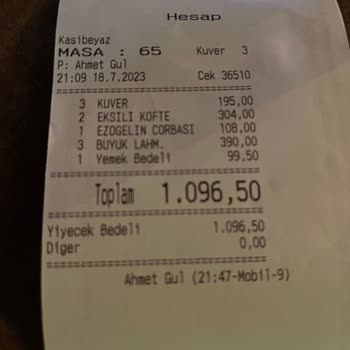 Hesap
Kasibeyaz
MASA : 65 Kuver 3
P: Ahmet Gul
21:09 18.7.2023 Cek 36510
3 KUVER 195,00
2 EKSILI KOFTE 304,00
1 EZOGELIN CORBASI 108,00
3 BUYUK LAHM. 390,00
1 Yemek Bedeli 99,50
Toplam 1.096,50
Yiyecek Bedeli 1.096,50
Diger 0,00
Ahmet Gul (21:47-Mobil-9)